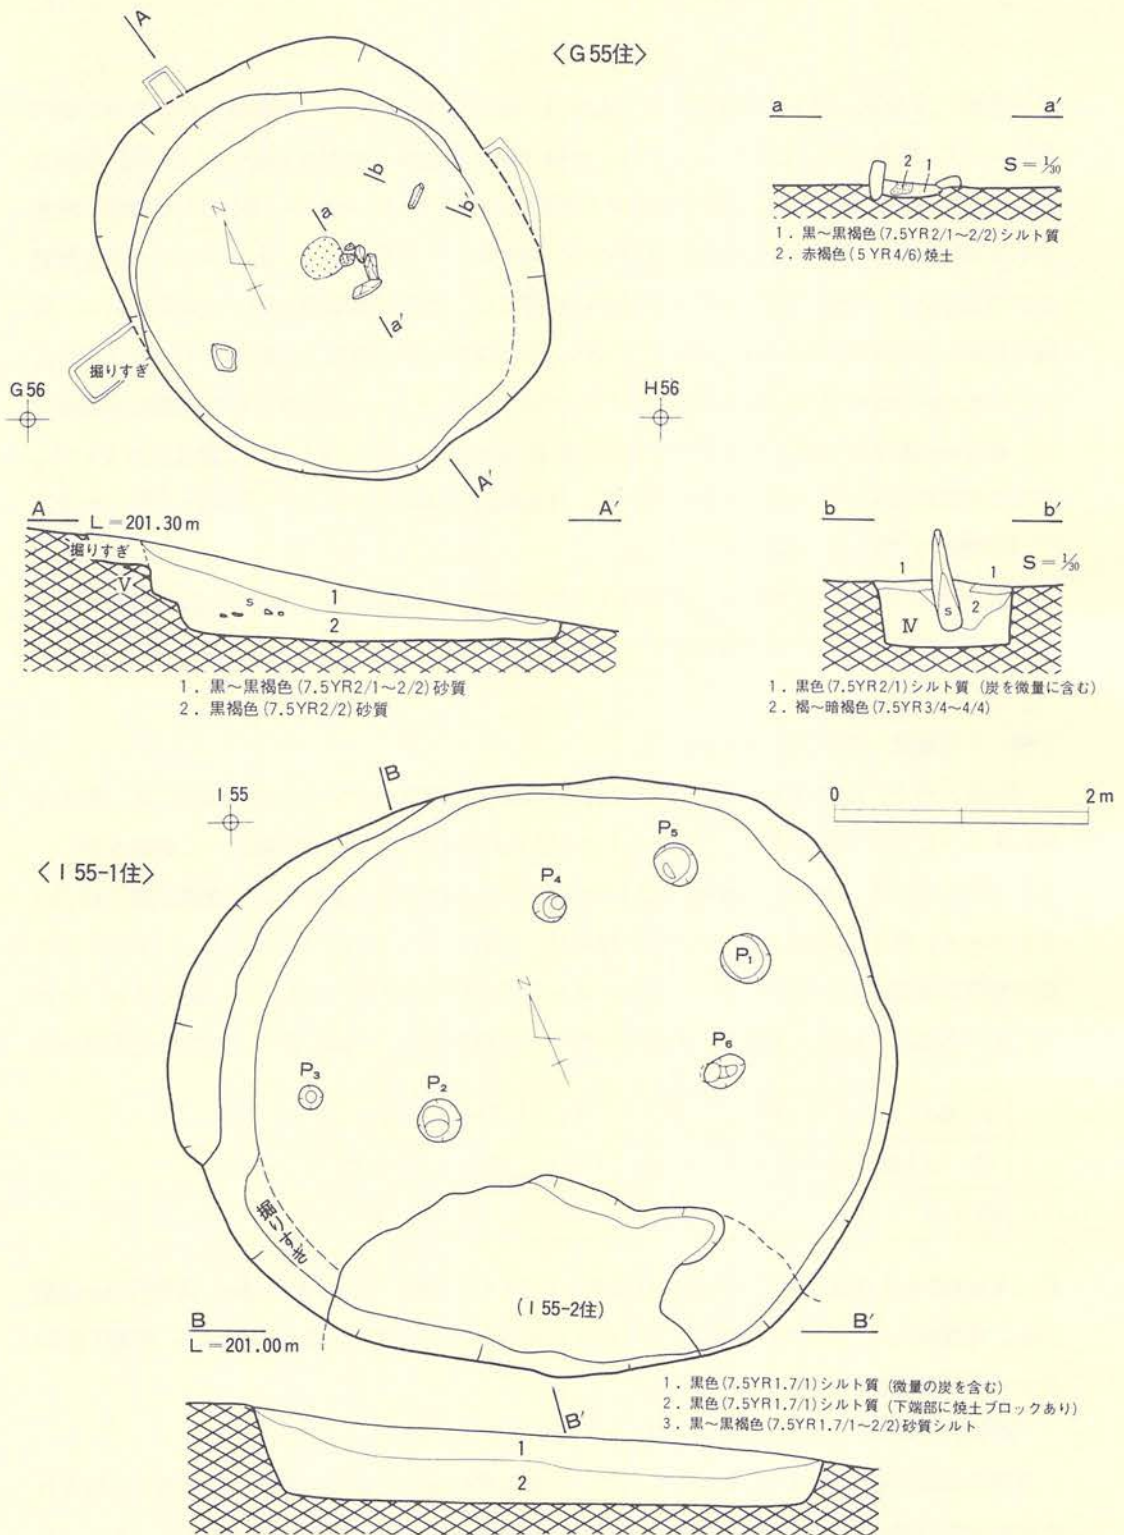 A
〈G55住〉
a a′
2 1 S=1/30
1. 黒～黒褐色(7.5YR2/1～2/2)シルト質
2. 赤褐色(5YR4/6)焼土
b
b′
a
N
a′
掘りすぎ
G56
H56
A′
A L=201.30m A′
掘りすぎ
V
S
1
2
1. 黒～黒褐色(7.5YR2/1～2/2)砂質
2. 黒褐色(7.5YR2/2)砂質
b b′
1 1 S=1/30
S 2
Ⅳ
1. 黒色(7.5YR2/1)シルト質 (炭を微量に含む)
2. 褐～暗褐色(7.5YR3/4～4/4)
B
I 55
0 2m
〈I 55-1住〉
P5
P4
P1
N
P6
P3
P2
掘りすぎ
(I 55-2住)
B B′
L=201.00m
1. 黒色(7.5YR1.7/1)シルト質 (微量の炭を含む)
2. 黒色(7.5YR1.7/1)シルト質 (下端部に焼土ブロックあり)
3. 黒～黒褐色(7.5YR1.7/1～2/2)砂質シルト
B′
1
2